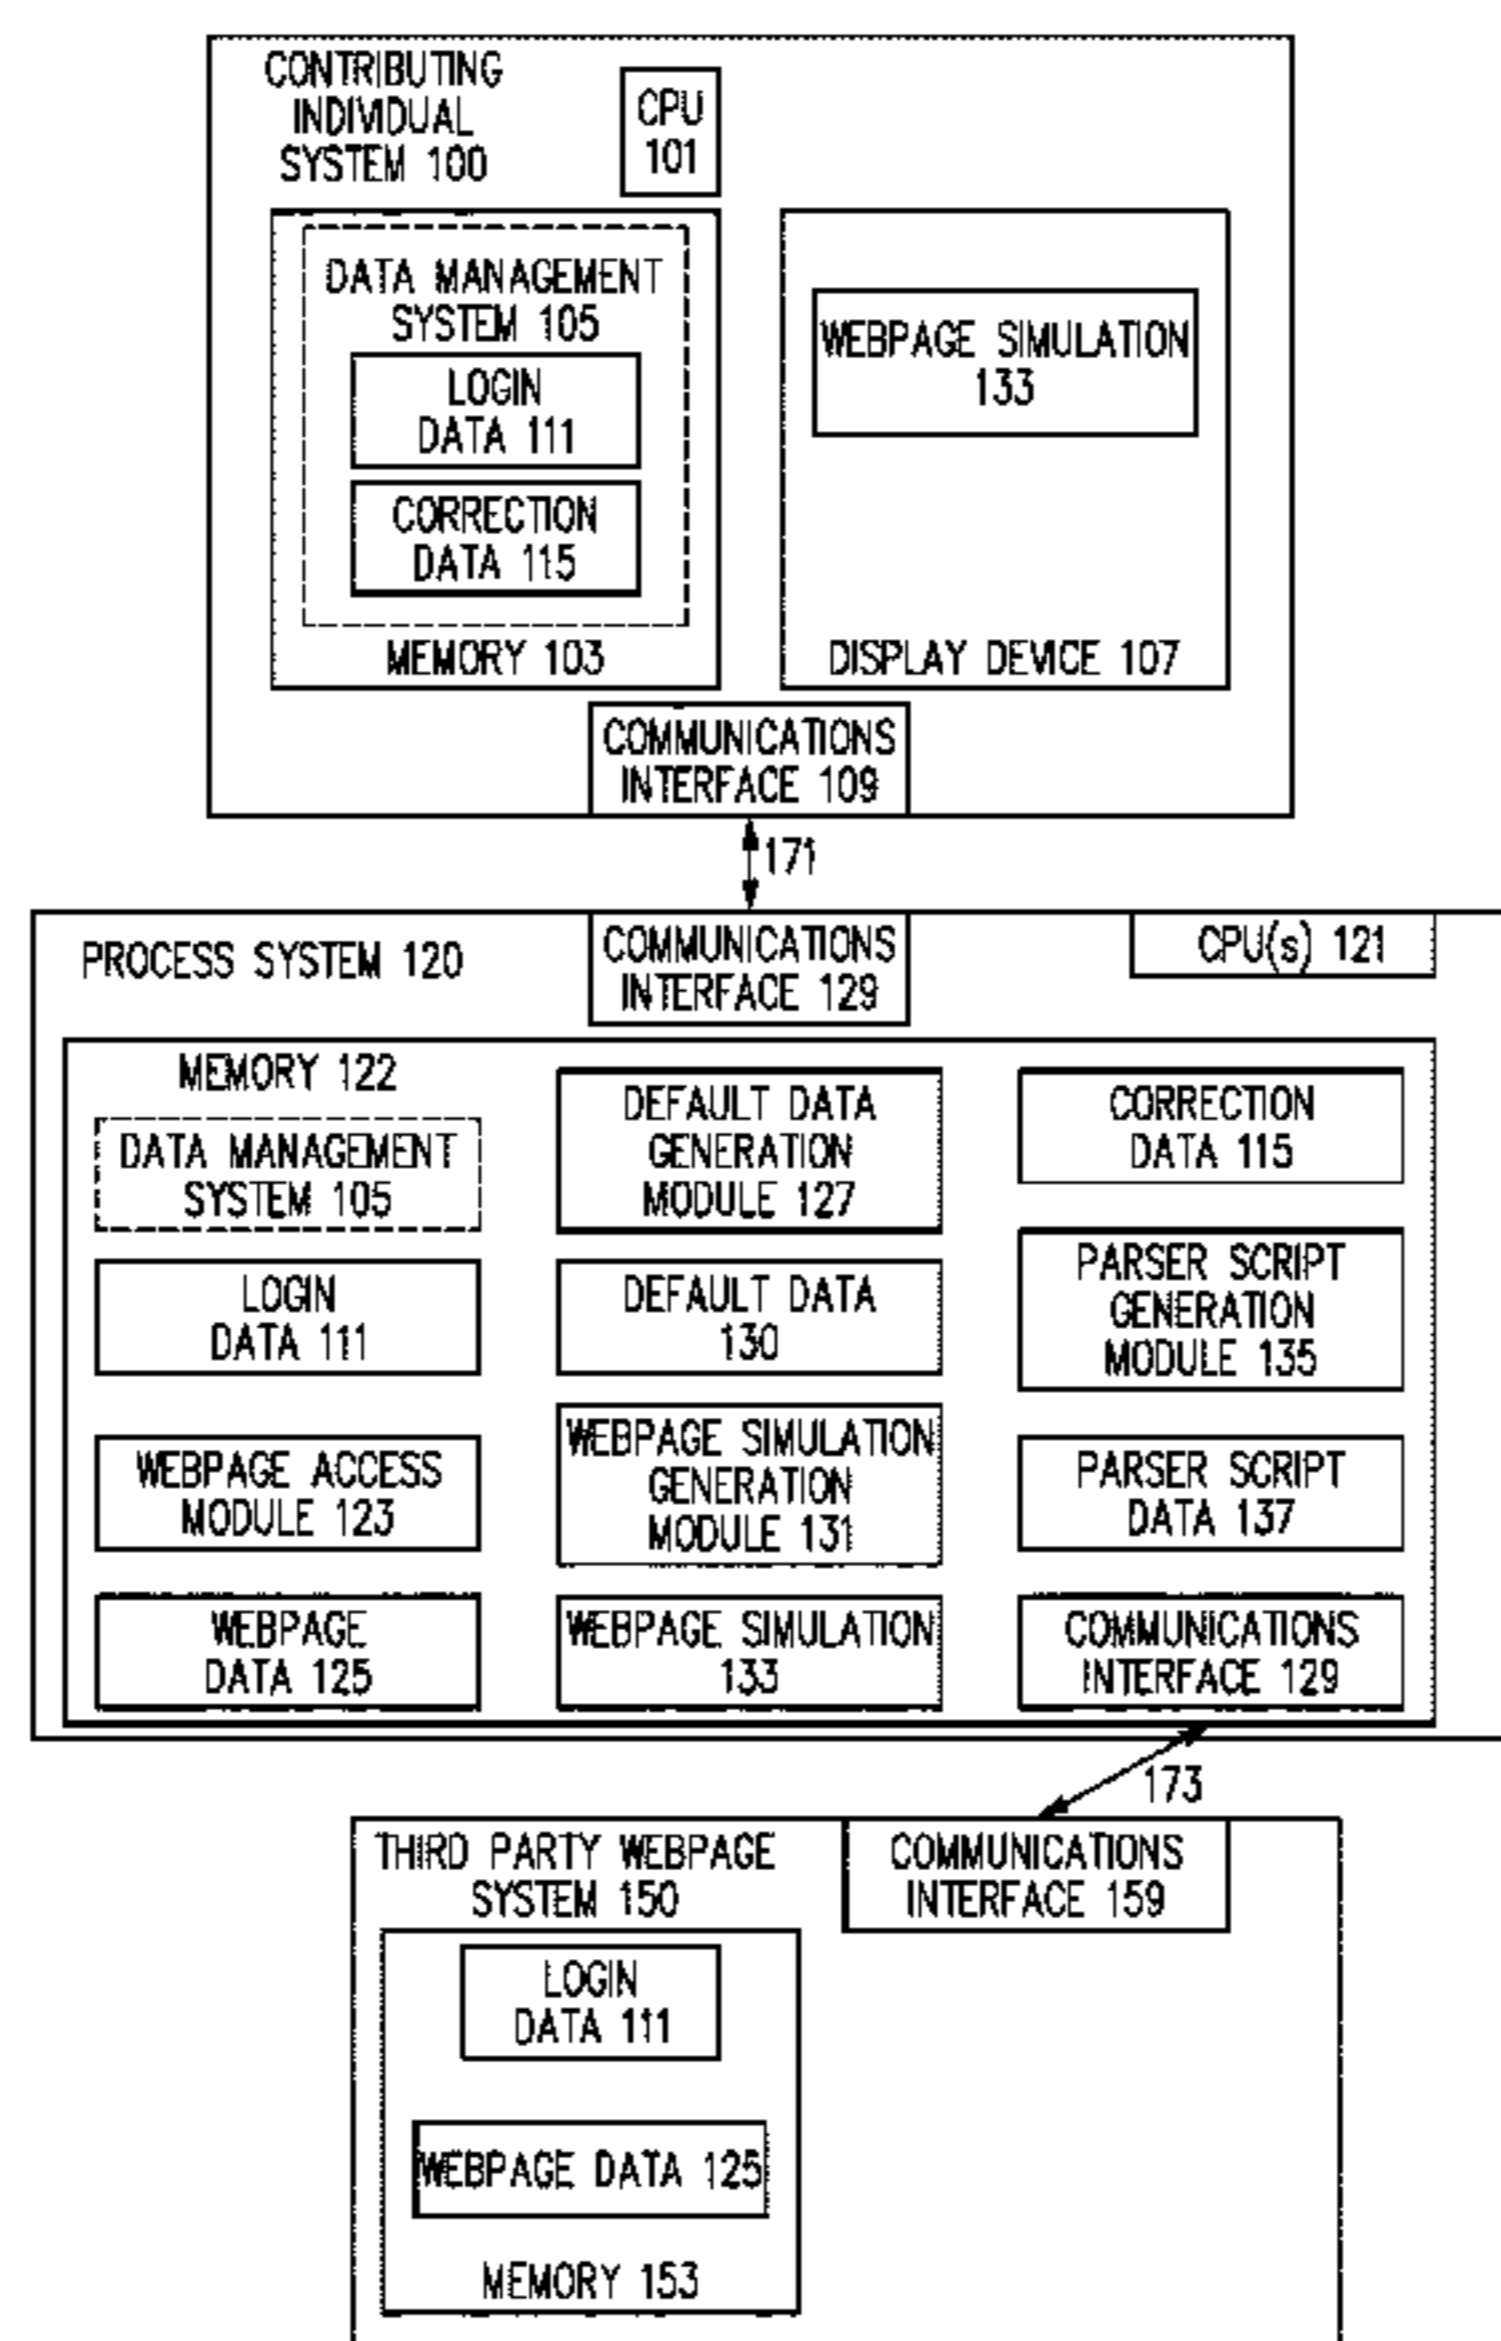 CONTRIBUTING
INDIVIDUAL
SYSTEM 100
CPU
101
DATA MANAGEMENT
SYSTEM 105
LOGIN
DATA 111
CORRECTION
DATA 115
MEMORY 103
WEBPAGE SIMULATION
133
DISPLAY DEVICE 107
COMMUNICATIONS
INTERFACE 109
171
PROCESS SYSTEM 120
COMMUNICATIONS
INTERFACE 129
CPU(s) 121
MEMORY 122
DATA MANAGEMENT
SYSTEM 105
LOGIN
DATA 111
WEBPAGE ACCESS
MODULE 123
WEBPAGE
DATA 125
DEFAULT DATA
GENERATION
MODULE 127
DEFAULT DATA
130
WEBPAGE SIMULATION
GENERATION
MODULE 131
WEBPAGE SIMULATION
133
CORRECTION
DATA 115
PARSER SCRIPT
GENERATION
MODULE 135
PARSER SCRIPT
DATA 137
COMMUNICATIONS
INTERFACE 129
173
THIRD PARTY WEBPAGE
SYSTEM 150
COMMUNICATIONS
INTERFACE 159
LOGIN
DATA 111
WEBPAGE DATA 125
MEMORY 153